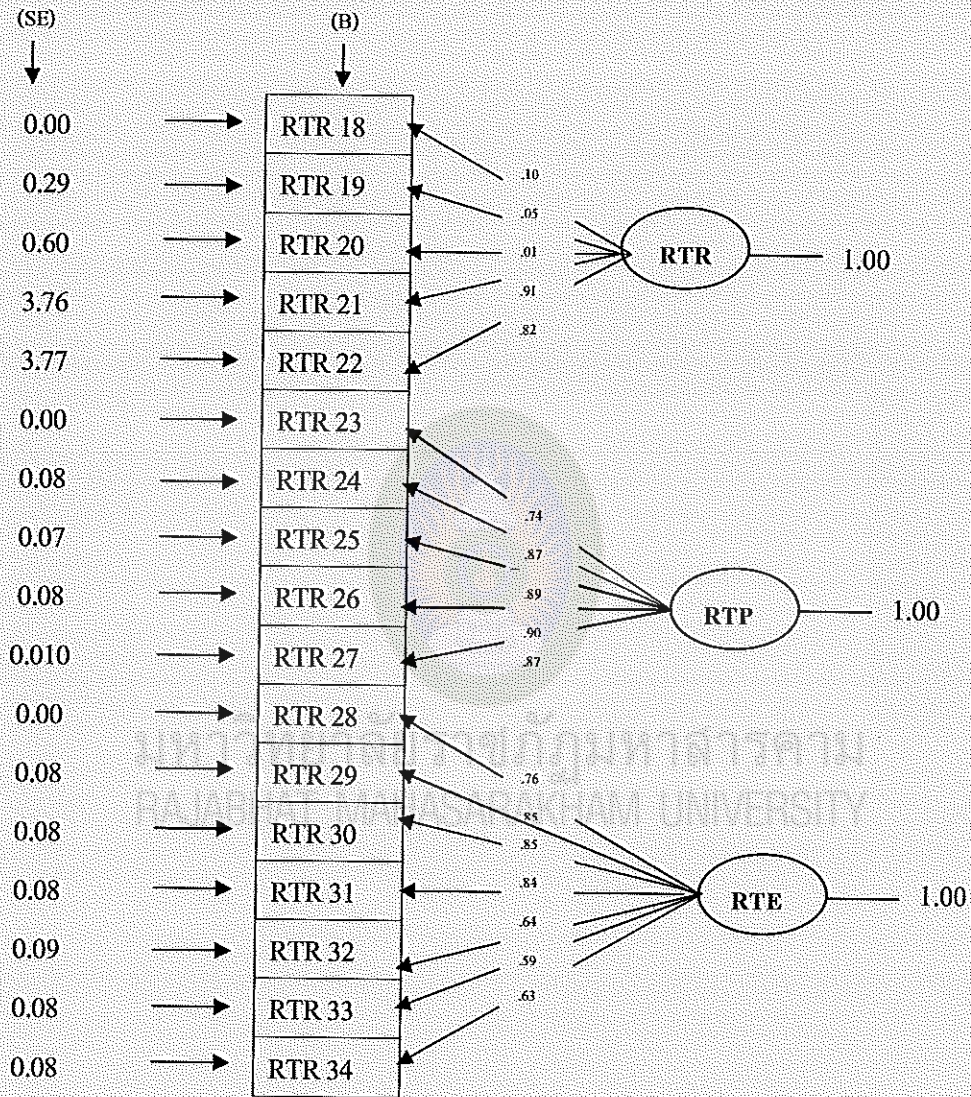 (SE) (B)
0.00 RTR 18
.10
0.29 RTR 19
.05
0.60 RTR 20 .01 RTR 1.00
3.76 RTR 21 .91
3.77 RTR 22 .82
0.00 RTR 23
0.08 RTR 24
.74
0.07 RTR 25 .87
0.08 RTR 26 .89 RTP 1.00
.90
0.010 RTR 27 .87
0.00 RTR 28
0.08 RTR 29 .76
RAJABHAT MAHASARAKHAM UNIVERSITY
.85
0.08 RTR 30 .85
0.08 RTR 31 .84 RTE 1.00
.64
0.09 RTR 32 .59
0.08 RTR 33 .63
0.08 RTR 34